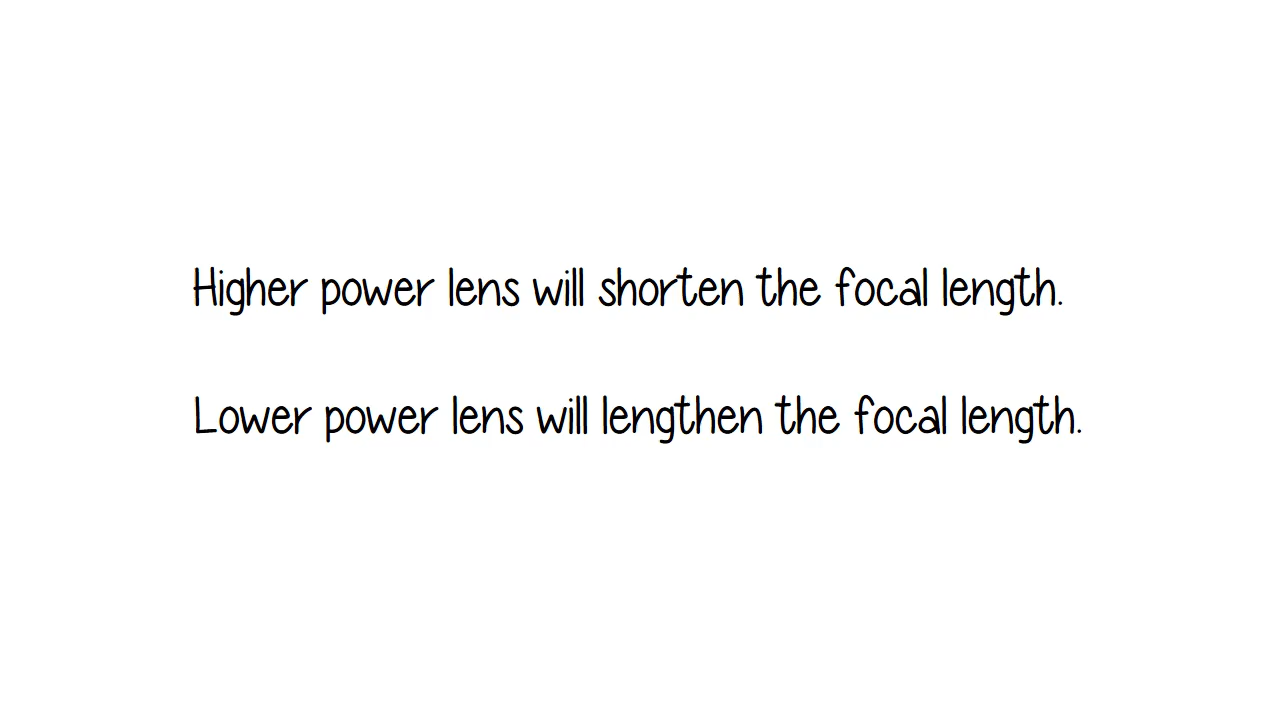 Higher power lens will shorten the focal length.
Lower power lens will lengthen the focal length.